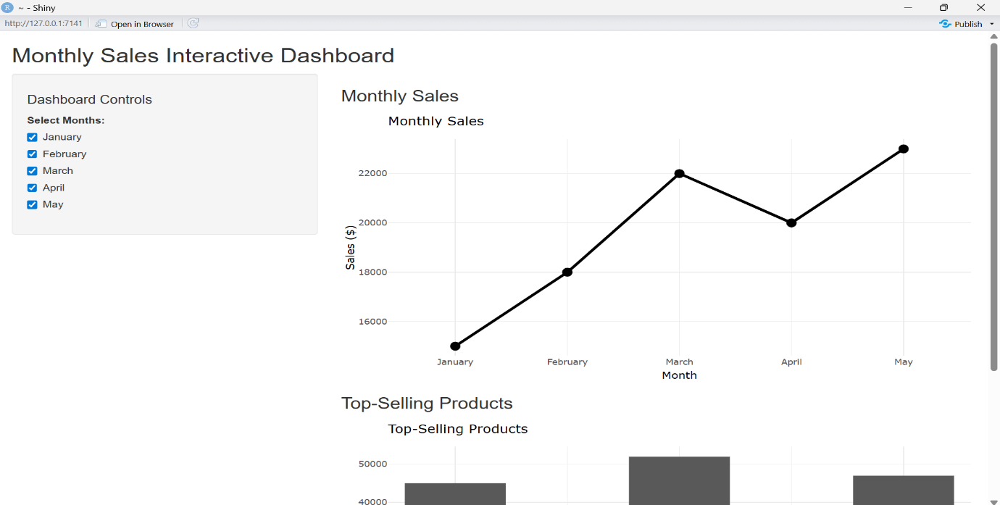 R ~ - Shiny
http://127.0.0.1:7141 Open in Browser Publish
Monthly Sales Interactive Dashboard
Dashboard Controls
Select Months:
January
February
March
April
May
Monthly Sales
Monthly Sales
Sales ($)
22000
20000
18000
16000
January February March April May
Month
Top-Selling Products
Top-Selling Products
50000
40000